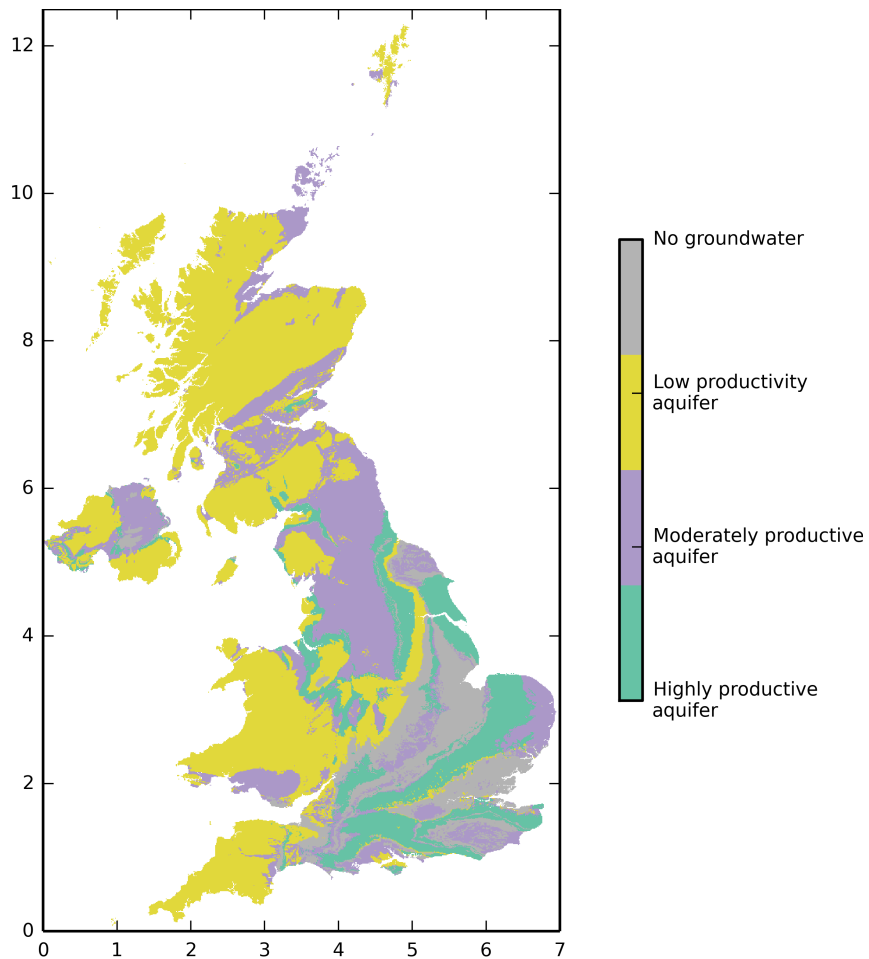 12
10
8
6
4
2
0
0 1 2 3 4 5 6 7
No groundwater
Low productivity
aquifer
Moderately productive
aquifer
Highly productive
aquifer